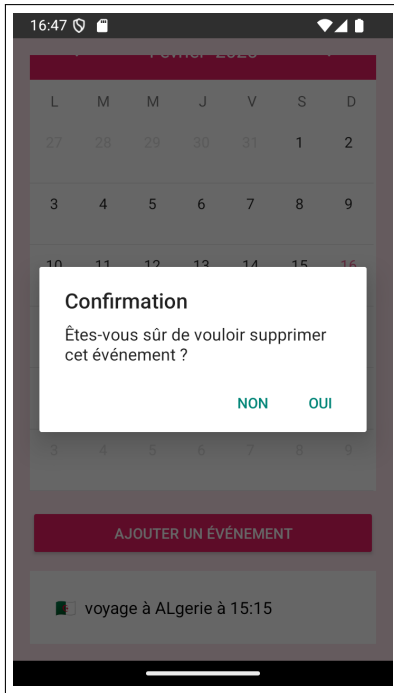 16:47
L M M J V S D
27 28 29 30 31 1 2
3 4 5 6 7 8 9
10 11 12 13 14 15 16
Confirmation
Êtes-vous sûr de vouloir supprimer
cet événement ?
NON OUI
3 4 5 6 7 8 9
AJOUTER UN ÉVÉNEMENT
voyage à ALgerie à 15:15